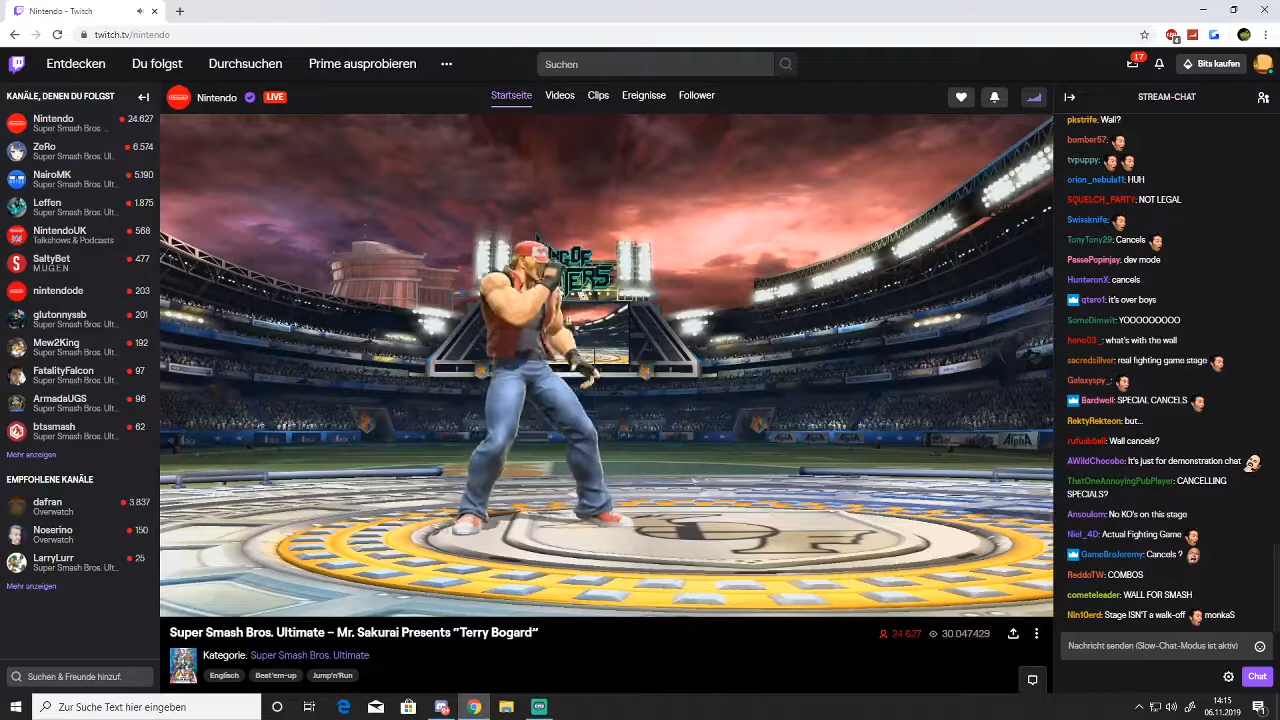 Nintendo - Twitch
twitch.tv/nintendo
Entdecken Du folgst Durchsuchen Prime ausprobieren
Suchen
17
Bits kaufen
KANÄLE, DENEN DU FOLGST
Nintendo 24.627
Super Smash Bros. ...
ZeRo 6.574
Super Smash Bros. Ul...
NairoMK 5.190
Super Smash Bros. Ult...
Leffen 1.875
Super Smash Bros. Ult...
NintendoUK 568
Talkshows & Podcasts
SaltyBot 477
M.U.G.E.N
nintendode 203
glutonnyssb 201
Super Smash Bros. Ult...
Mew2King 192
Super Smash Bros. Ult...
FatalityFalcon 97
Super Smash Bros. Ult...
ArmadaUGS 96
Super Smash Bros. Ult...
btssmash 62
Super Smash Bros. Ult...
Mehr anzeigen
EMPFOHLENE KANÄLE
dafran 3.837
Overwatch
Noserino 150
Overwatch
LarryLurr 25
Super Smash Bros. Ult...
Mehr anzeigen
Suchen & Freunde hinzuf.
Nintendo LIVE
Startseite Videos Clips Ereignisse Follower
AlphA
Super Smash Bros. Ultimate – Mr. Sakurai Presents "Terry Bogard"
24.627 30.047.429
Kategorie: Super Smash Bros. Ultimate
Englisch Beat'em-up Jump'n'Run
STREAM-CHAT
pkstrife: Wall?
bomber57:
tvpuppy:
orion_nebula11: HUH
SQUELCH_PARTY: NOT LEGAL
Swissknife:
TonyTony29: Cancels
PassePopinjay: dev mode
HunteronX: cancels
qtaro1: it's over boys
SomeDimwit: YOOOOOOOOO
heno03_: what's with the wall
sacredsiliver: real fighting game stage
Galaxyspy_:
Bardwell: SPECIAL CANCELS
RektyRekteon: but...
rufusbball: Wall cancels?
AWildChocobo: It's just for demonstration chat
ThatOneAnnoyingPubPlayer: CANCELLING
SPECIALS?
Ansoulom: No KO's on this stage
Niel_4D: Actual Fighting Game
GameBroJeremy: Cancels ?
ReddoTW: COMBOS
cometeleader: WALL FOR SMASH
Nin10erd: Stage ISN'T a walk-off monkaS
Nachricht senden (Slow-Chat-Modus ist aktiv)
Chat
Zur Suche Text hier eingeben
14:15
06.11.2019